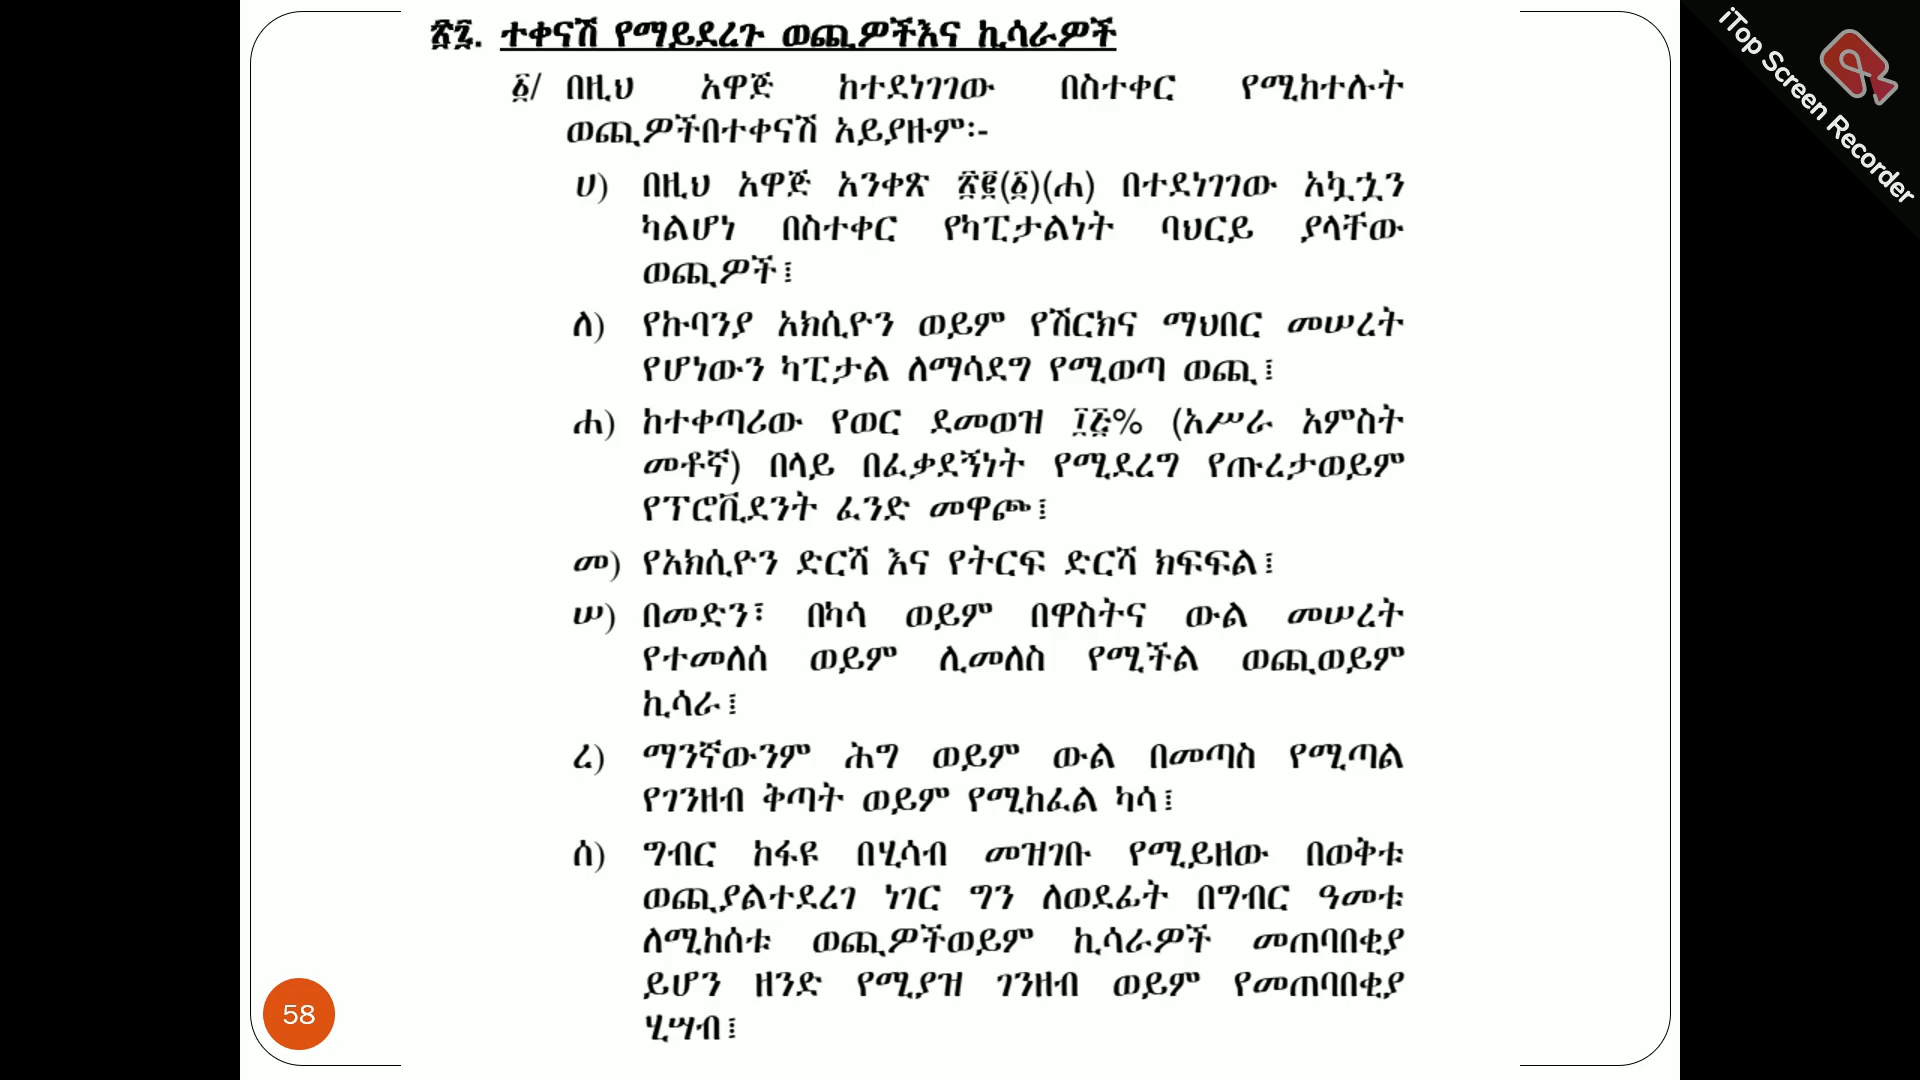 ፳፯. ተቀናሽ የማይደረጉ ወጪዎችእና ኪሳራዎች
፩/ በዚህ አዋጅ ከተደነገገው በስተቀር የሚከተሉት
ወጪዎችበተቀናሽ አይያዙም፡-
ሀ) በዚህ አዋጅ አንቀጽ ፳፪(፩)(ሐ) በተደነገገው አኳኋን
ካልሆነ በስተቀር የካፒታልነት ባህርይ ያላቸው
ወጪዎች፤
ለ) የኩባንያ አክሲዮን ወይም የሽርክና ማህበር መሠረት
የሆነውን ካፒታል ለማሳደግ የሚወጣ ወጪ፤
ሐ) ከተቀጣሪው የወር ደመወዝ ፲፭% (አሥራ አምስት
መቶኛ) በላይ በፈቃደኝነት የሚደረግ የጡረታወይም
የፕሮቪደንት ፈንድ መዋጮ፤
መ) የአክሲዮን ድርሻ እና የትርፍ ድርሻ ክፍፍል፤
ሠ) በመድን፣ በካሳ ወይም በዋስትና ውል መሠረት
የተመለሰ ወይም ሊመለስ የሚችል ወጪወይም
ኪሳራ፤
ረ) ማንኛውንም ሕግ ወይም ውል በመጣስ የሚጣል
የገንዘብ ቅጣት ወይም የሚከፈል ካሳ፤
ሰ) ግብር ከፋዩ በሂሳብ መዝገቡ የሚይዘው በወቅቱ
ወጪያልተደረገ ነገር ግን ለወደፊት በግብር ዓመቱ
ለሚከሰቱ ወጪዎችወይም ኪሳራዎች መጠባበቂያ
ይሆን ዘንድ የሚያዝ ገንዘብ ወይም የመጠባበቂያ
ሂሣብ፤
58
iTop Screen Recorder